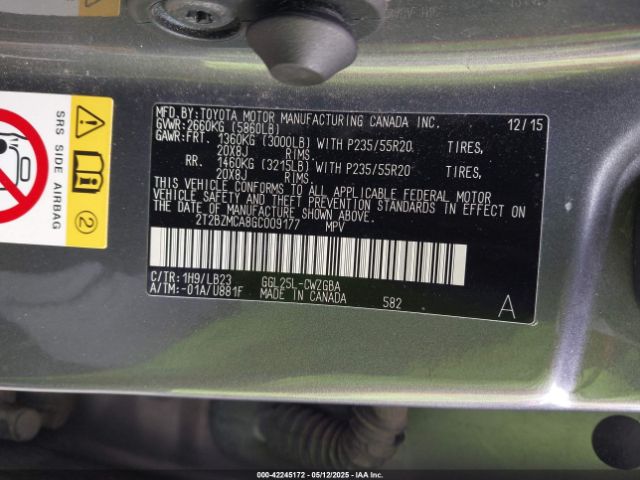 MFD.BY: TOYOTA MOTOR MANUFACTURING CANADA INC. 12/15
GVWR: 2660KG (5860LB)
GAWR: FRT. 1360KG (3000LB) WITH P235/55R20 TIRES,
20X8J RIMS.
RR. 1460KG (3215LB) WITH P235/55R20 TIRES,
20X8J RIMS.
THIS VEHICLE CONFORMS TO ALL APPLICABLE FEDERAL MOTOR
VEHICLE SAFETY AND THEFT PREVENTION STANDARDS IN EFFECT ON
THE DATE OF MANUFACTURE SHOWN ABOVE.
2T2BZMCA8GC009177 MPV
C/TR: 1H9/LB23 GGL25L-CWZGBA
A/TM:-01A/U881F MADE IN CANADA 582 A
SRS SIDE AIRBAG
2
000-42245172 - 05/12/2025 - IAA Inc.